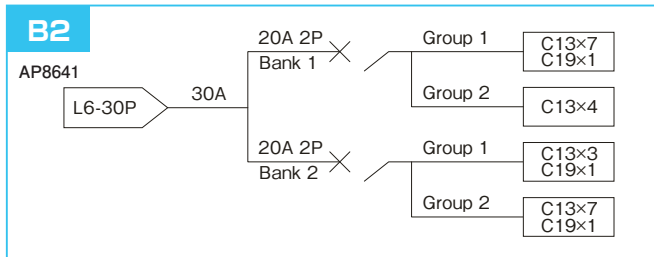 B2
AP8641
L6-30P
30A
20A 2P
Bank 1
Group 1
C13×7
C19×1
Group 2
C13×4
20A 2P
Bank 2
Group 1
C13×3
C19×1
Group 2
C13×7
C19×1